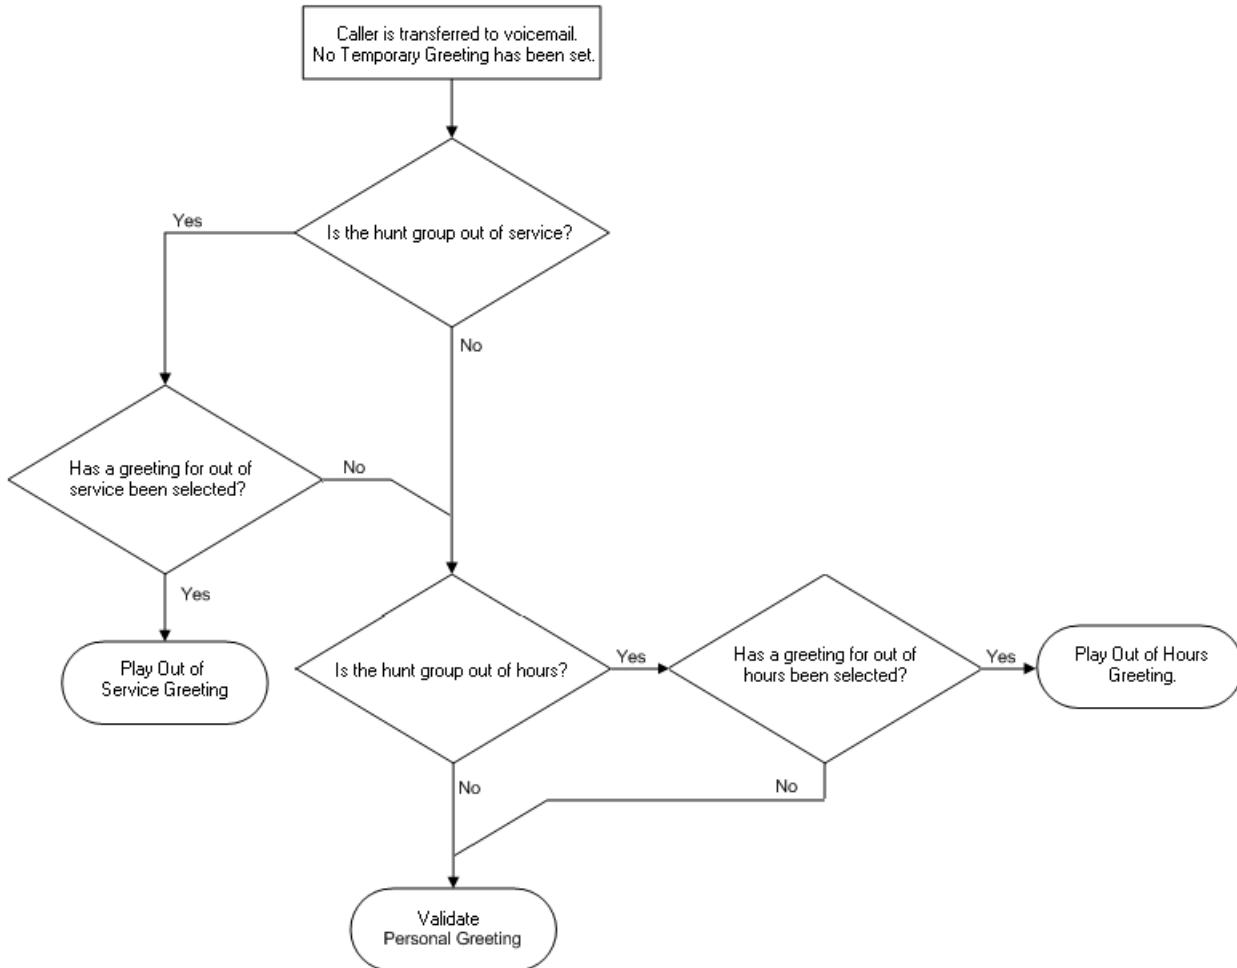 Caller is transferred to voicemail.
No Temporary Greeting has been set.
Yes
Is the hunt group out of service?
No
Has a greeting for out of
service been selected?
No
Yes
Play Out of
Service Greeting
Is the hunt group out of hours?
Yes
Has a greeting for out of
hours been selected?
Yes
Play Out of Hours
Greeting.
No
No
Validate
Personal Greeting